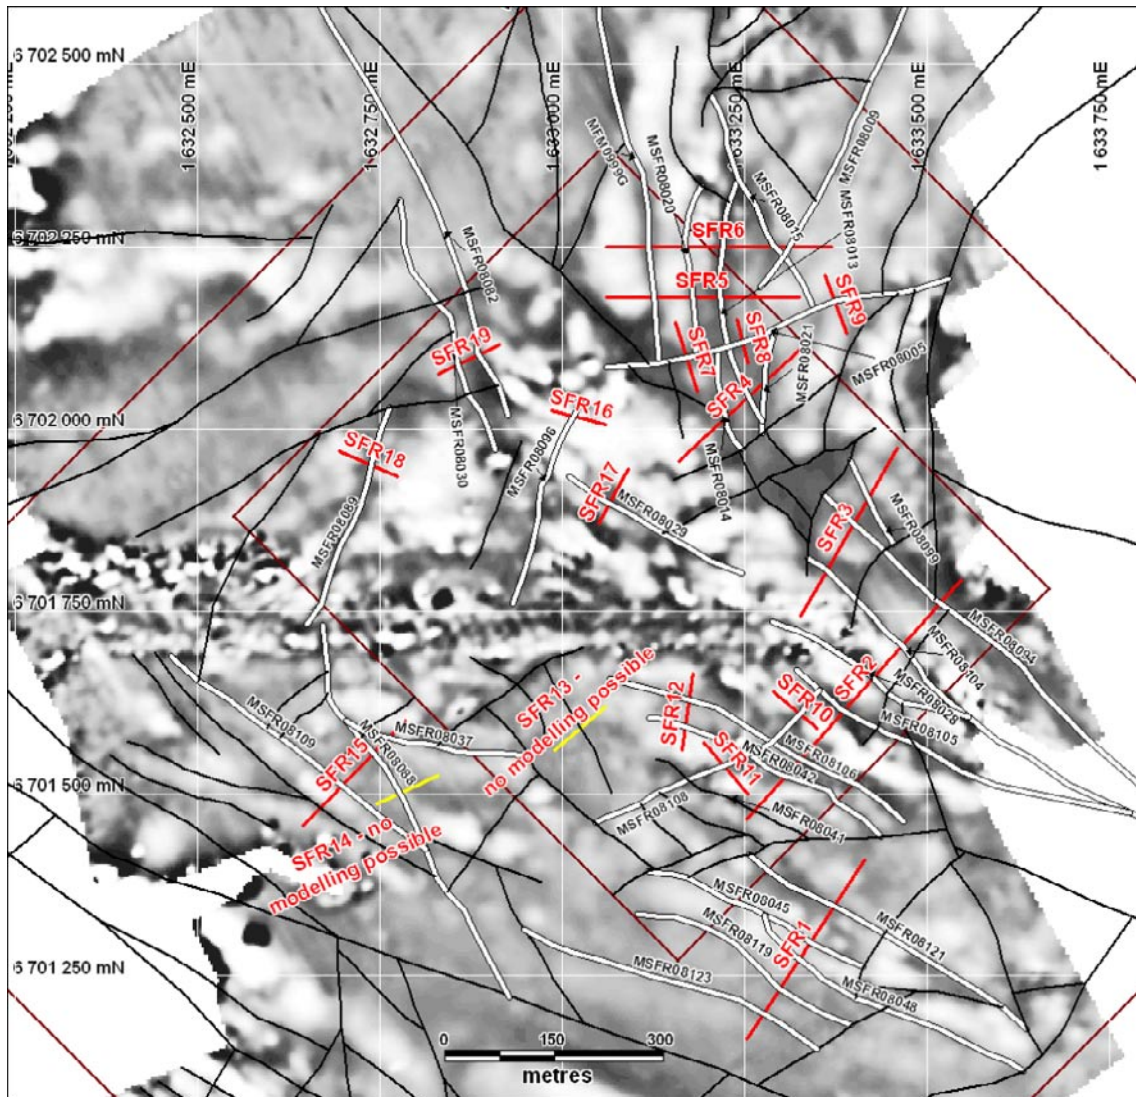 6 702 500 mN
1 632 500 mE
1 632 750 mE
1 633 000 mE
1 633 250 mE
1 633 500 mE
1 633 750 mE
MFM0999G
MSFR08020
MSFR08009
MSFR08015
MSFR08013
6 702 250 mN
SFR6
MSFR08082
SFR5
SFR9
SFR19
SFR7
SFR8
MSFR08021
MSFR08005
SFR4
6 702 000 mN
SFR16
SFR18
MSFR08030
MSFR08096
SFR17
MSFR08029
MSFR08014
SFR3
MSFR08099
MSFR08089
6 701 750 mN
MSFR08094
MSFR08104
SFR2
MSFR08028
MSFR08105
SFR10
SFR12
SFR13 -
no modelling possible
MSFR08109
MSFR08088
MSFR08037
SFR15
SFR11
MSFR08106
MSFR08042
MSFR08041
MSFR08108
6 701 500 mN
SFR14 - no
modelling possible
MSFR08045
MSFR08119
SFR1
MSFR08121
MSFR08123
MSFR08048
6 701 250 mN
0 150 300
metres